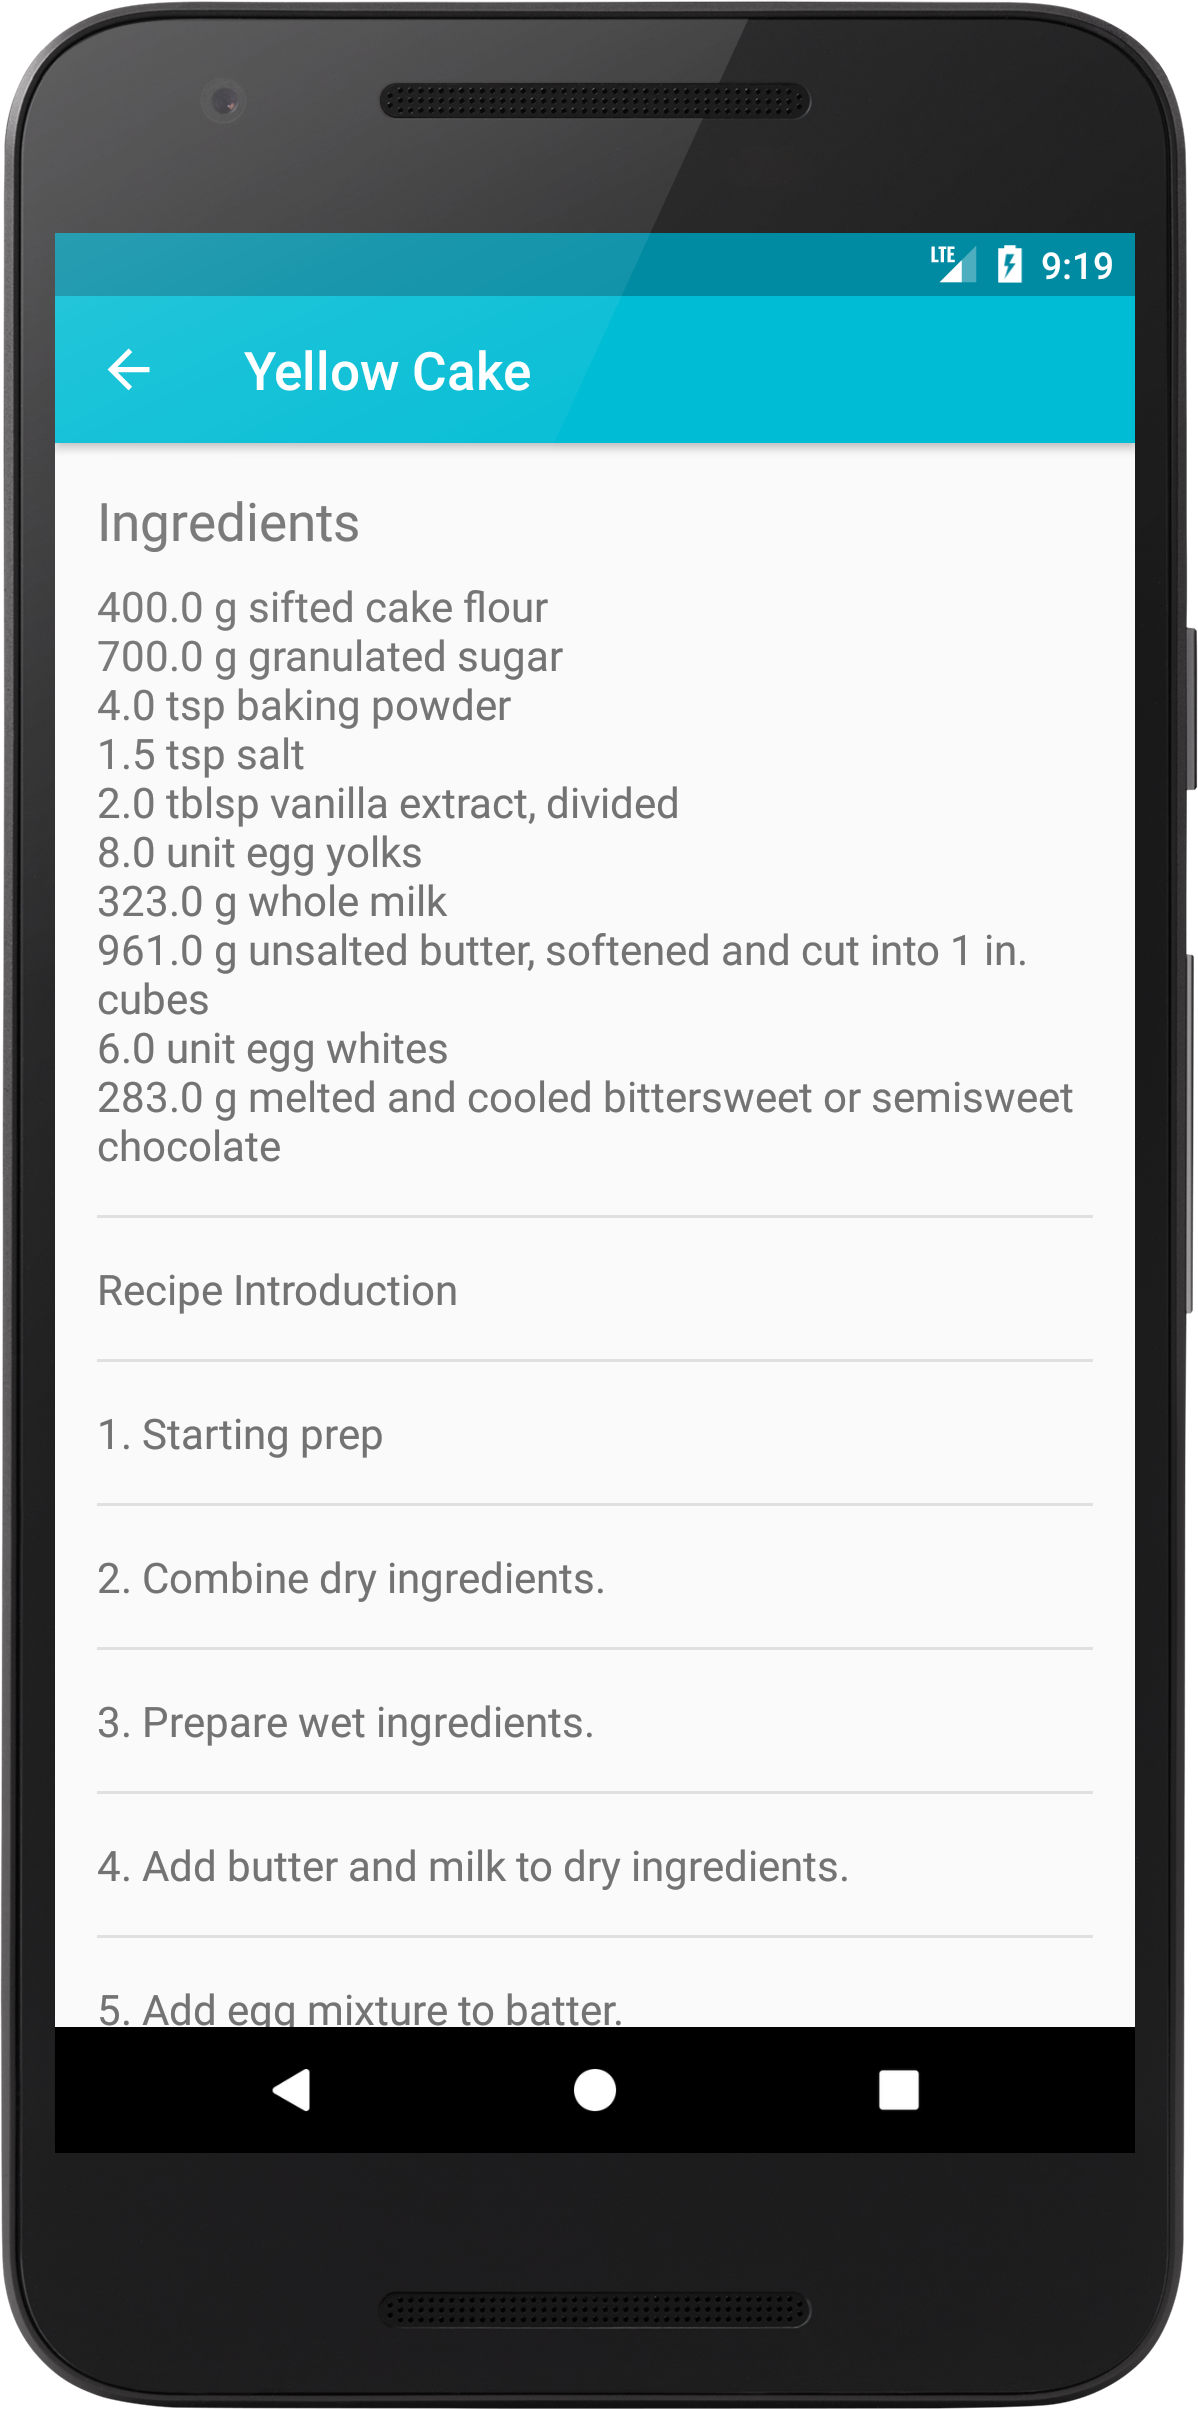 LTE 9:19
Yellow Cake
Ingredients
400.0 g sifted cake flour
700.0 g granulated sugar
4.0 tsp baking powder
1.5 tsp salt
2.0 tblsp vanilla extract, divided
8.0 unit egg yolks
323.0 g whole milk
961.0 g unsalted butter, softened and cut into 1 in.
cubes
6.0 unit egg whites
283.0 g melted and cooled bittersweet or semisweet
chocolate
Recipe Introduction
1. Starting prep
2. Combine dry ingredients.
3. Prepare wet ingredients.
4. Add butter and milk to dry ingredients.
5. Add egg mixture to batter.